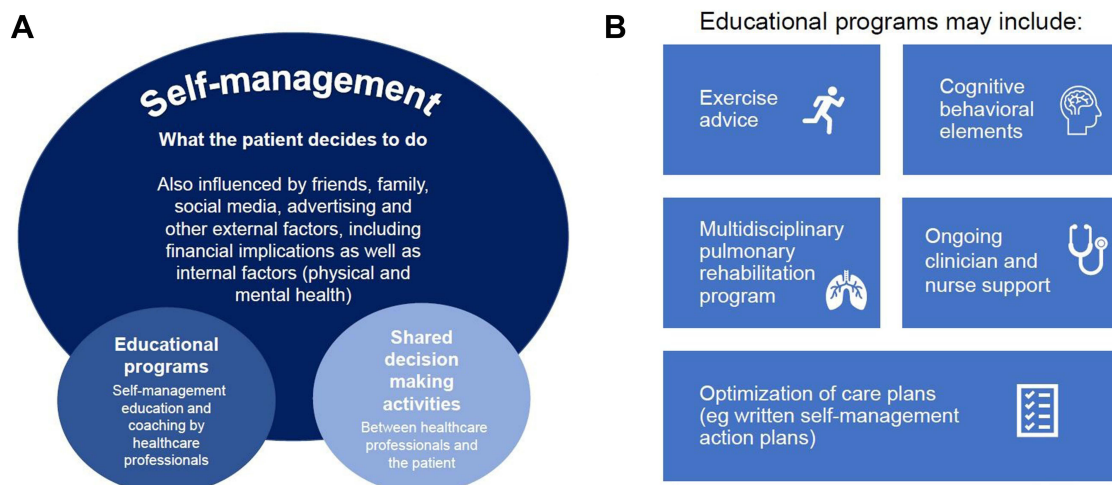 A
Self-management
What the patient decides to do
Also influenced by friends, family,
social media, advertising and
other external factors, including
financial implications as well as
internal factors (physical and
mental health)
Educational
programs
Self-management
education and
coaching by
healthcare
professionals
Shared
decision
making
activities
Between healthcare
professionals and
the patient
B
Educational programs may include:
Exercise
advice
Cognitive
behavioral
elements
Multidisciplinary
pulmonary
rehabilitation
program
Ongoing
clinician and
nurse support
Optimization of care plans
(eg written self-management
action plans)